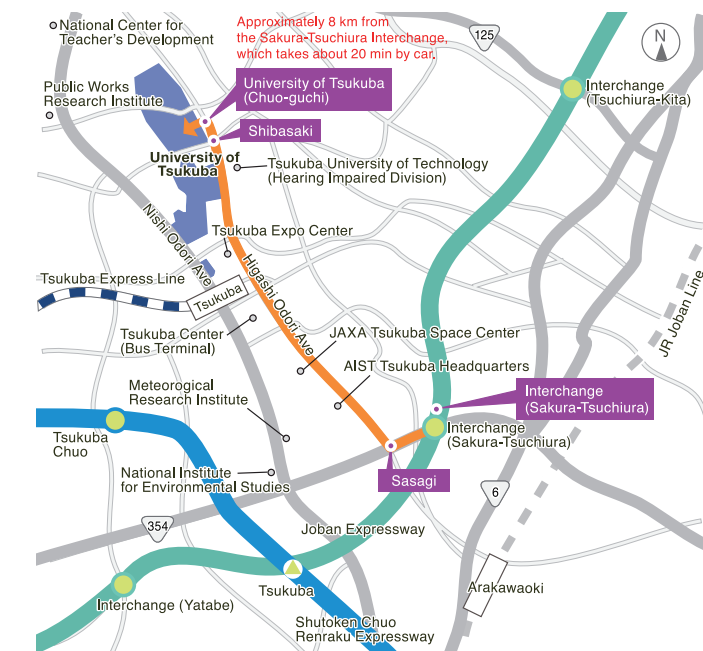 National Center for
Teacher's Development
Approximately 8 km from
the Sakura-Tsuchiura Interchange,
which takes about 20 min by car.
125
N
Public Works
Research Institute
University of Tsukuba
(Chuo-guchi)
Interchange
(Tsuchiura-Kita)
Shibasaki
University of
Tsukuba
Tsukuba University of Technology
(Hearing Impaired Division)
Nishi Odori Ave
Tsukuba Expo Center
Higashi Odori Ave
Tsukuba Express Line
Tsukuba
JR Joban Line
Tsukuba Center
(Bus Terminal)
JAXA Tsukuba Space Center
AIST Tsukuba Headquarters
Meteorogical
Research Institute
Interchange
(Sakura-Tsuchiura)
Tsukuba
Chuo
Interchange
(Sakura-Tsuchiura)
National Institute
for Environmental Studies
Sasagi
6
354
Joban Expressway
Tsukuba
Arakawaoki
Interchange (Yatabe)
Shutoken Chuo
Renraku Expressway